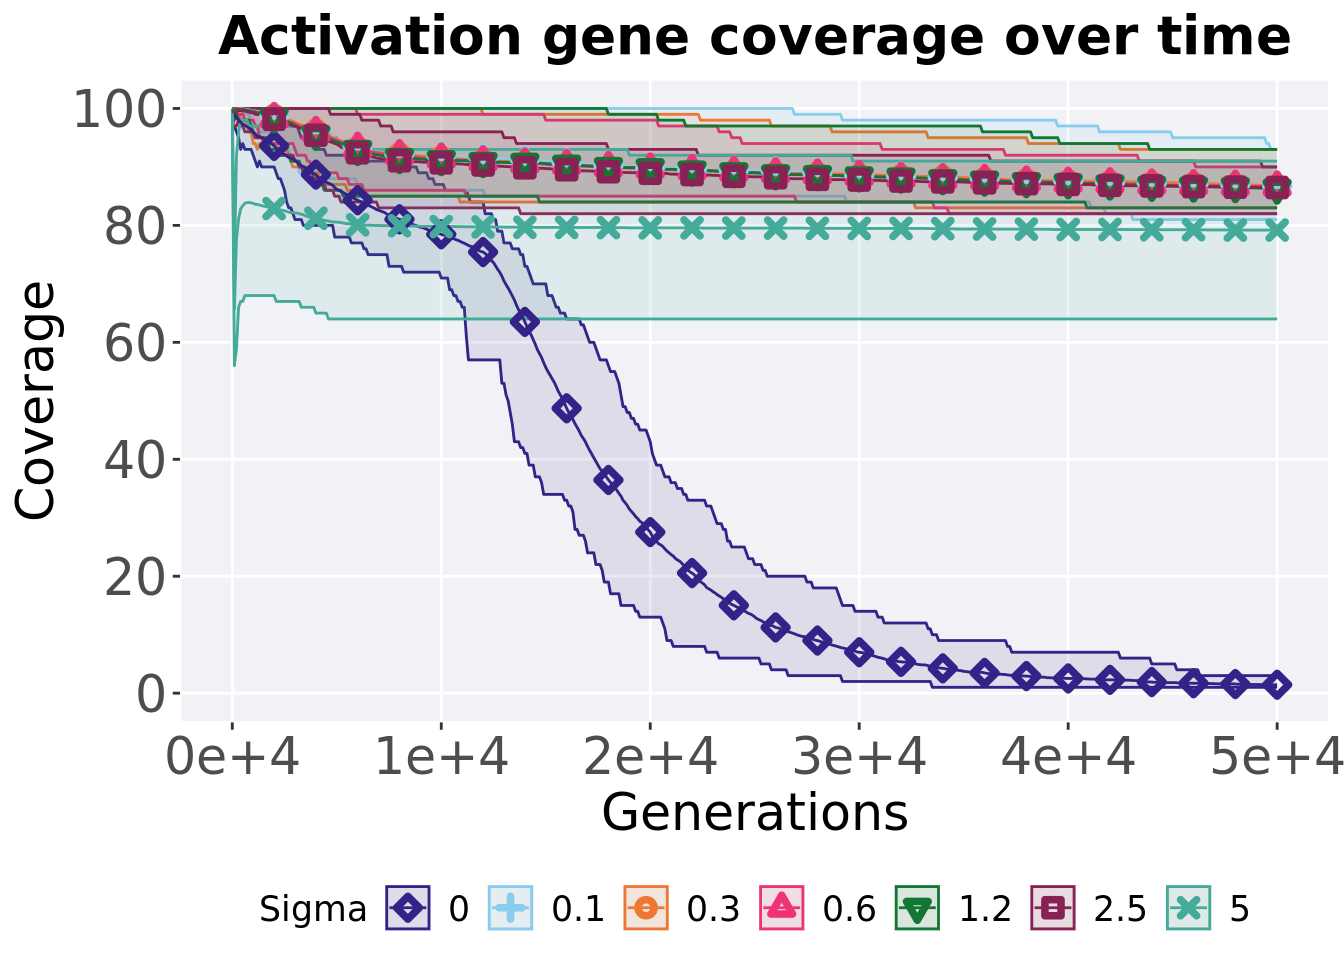 Activation gene coverage over time
Coverage
100
80
60
40
20
0
0e+4 1e+4 2e+4 3e+4 4e+4 5e+4
Generations
Sigma 0 0.1 0.3 0.6 1.2 2.5 5